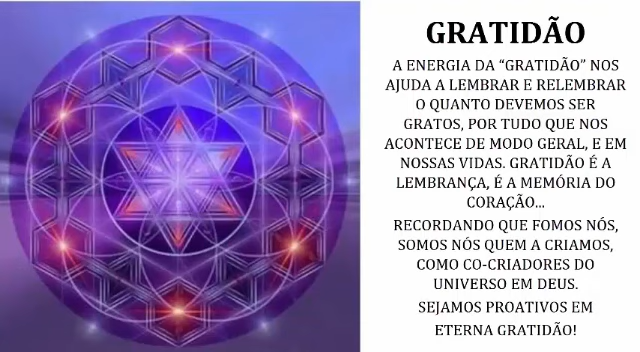 GRATIDÃO
A ENERGIA DA “GRATIDÃO” NOS
AJUDA A LEMBRAR E RELEMBRAR
O QUANTO DEVEMOS SER
GRATOS, POR TUDO QUE NOS
ACONTECE DE MODO GERAL, E EM
NOSSAS VIDAS. GRATIDÃO É A
LEMBRANÇA, É A MEMÓRIA DO
CORAÇÃO...
RECORDANDO QUE FOMOS NÓS,
SOMOS NÓS QUEM A CRIAMOS,
COMO CO-CRIADORES DO
UNIVERSO EM DEUS.
SEJAMOS PROATIVOS EM
ETERNA GRATIDÃO!